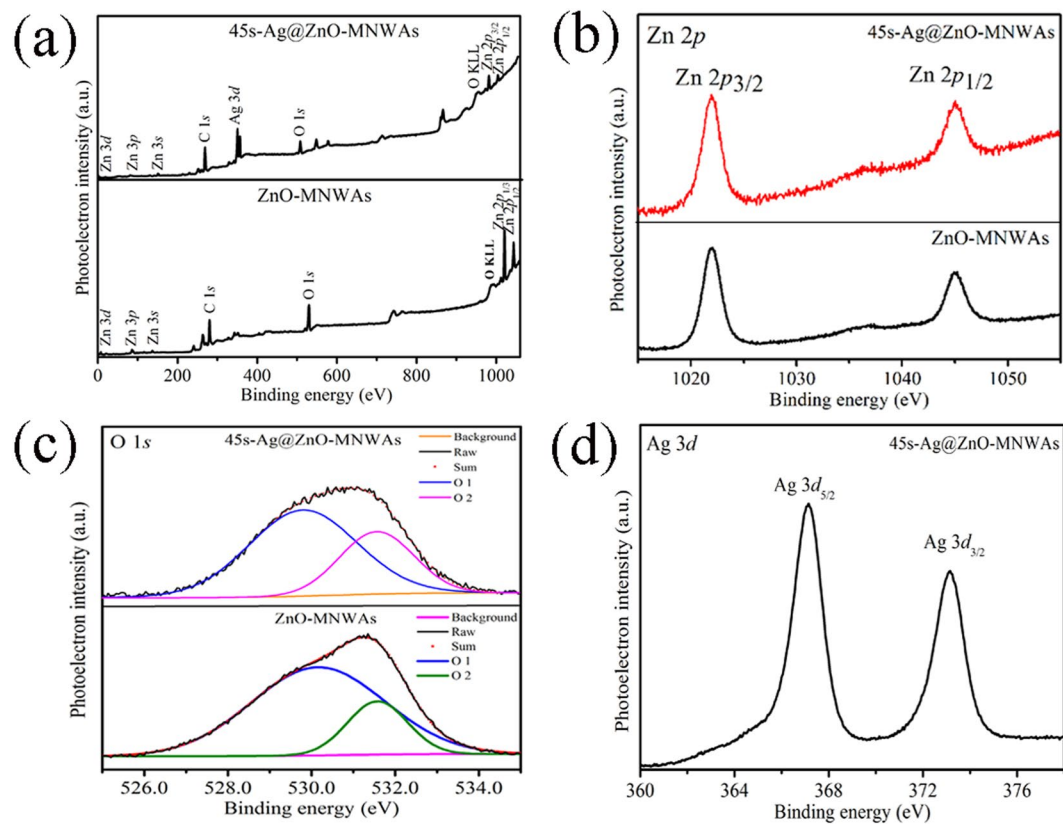 (a)
45s-Ag@ZnO-MNWAs
Zn 3d
Zn 3p
Zn 3s
C 1s
Ag 3d
O 1s
O KLL
Zn 2p3/2
Zn 2p1/2
ZnO-MNWAs
Zn 3d
Zn 3p
Zn 3s
C 1s
O 1s
O KLL
Zn 2p1/3
Zn 2p1/2
Photoelectron intensity (a.u.)
0 200 400 600 800 1000
Binding energy (eV)
(b)
Zn 2p
45s-Ag@ZnO-MNWAs
Zn 2p3/2
Zn 2p1/2
ZnO-MNWAs
Photoelectron intensity (a.u.)
1020 1030 1040 1050
Binding energy (eV)
(c)
O 1s
45s-Ag@ZnO-MNWAs
Background
Raw
Sum
O 1
O 2
ZnO-MNWAs
Background
Raw
Sum
O 1
O 2
Photoelectron intensity (a.u.)
526.0 528.0 530.0 532.0 534.0
Binding energy (eV)
(d)
Ag 3d
45s-Ag@ZnO-MNWAs
Ag 3d5/2
Ag 3d3/2
Photoelectron intensity (a.u.)
360 364 368 372 376
Binding energy (eV)